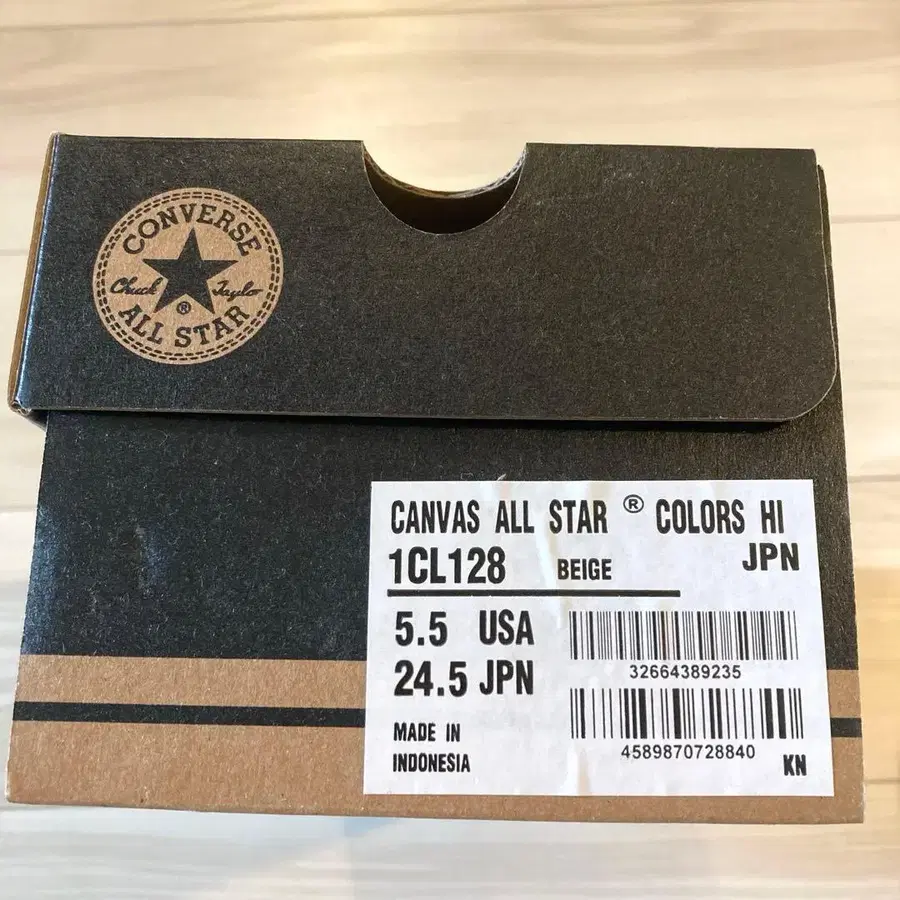 CONVERSE
Chuck Taylor
®
ALL STAR
CANVAS ALL STAR ® COLORS HI
1CL128 BEIGE JPN
5.5 USA
24.5 JPN
32664389235
MADE IN
INDONESIA
4589870728840
KN